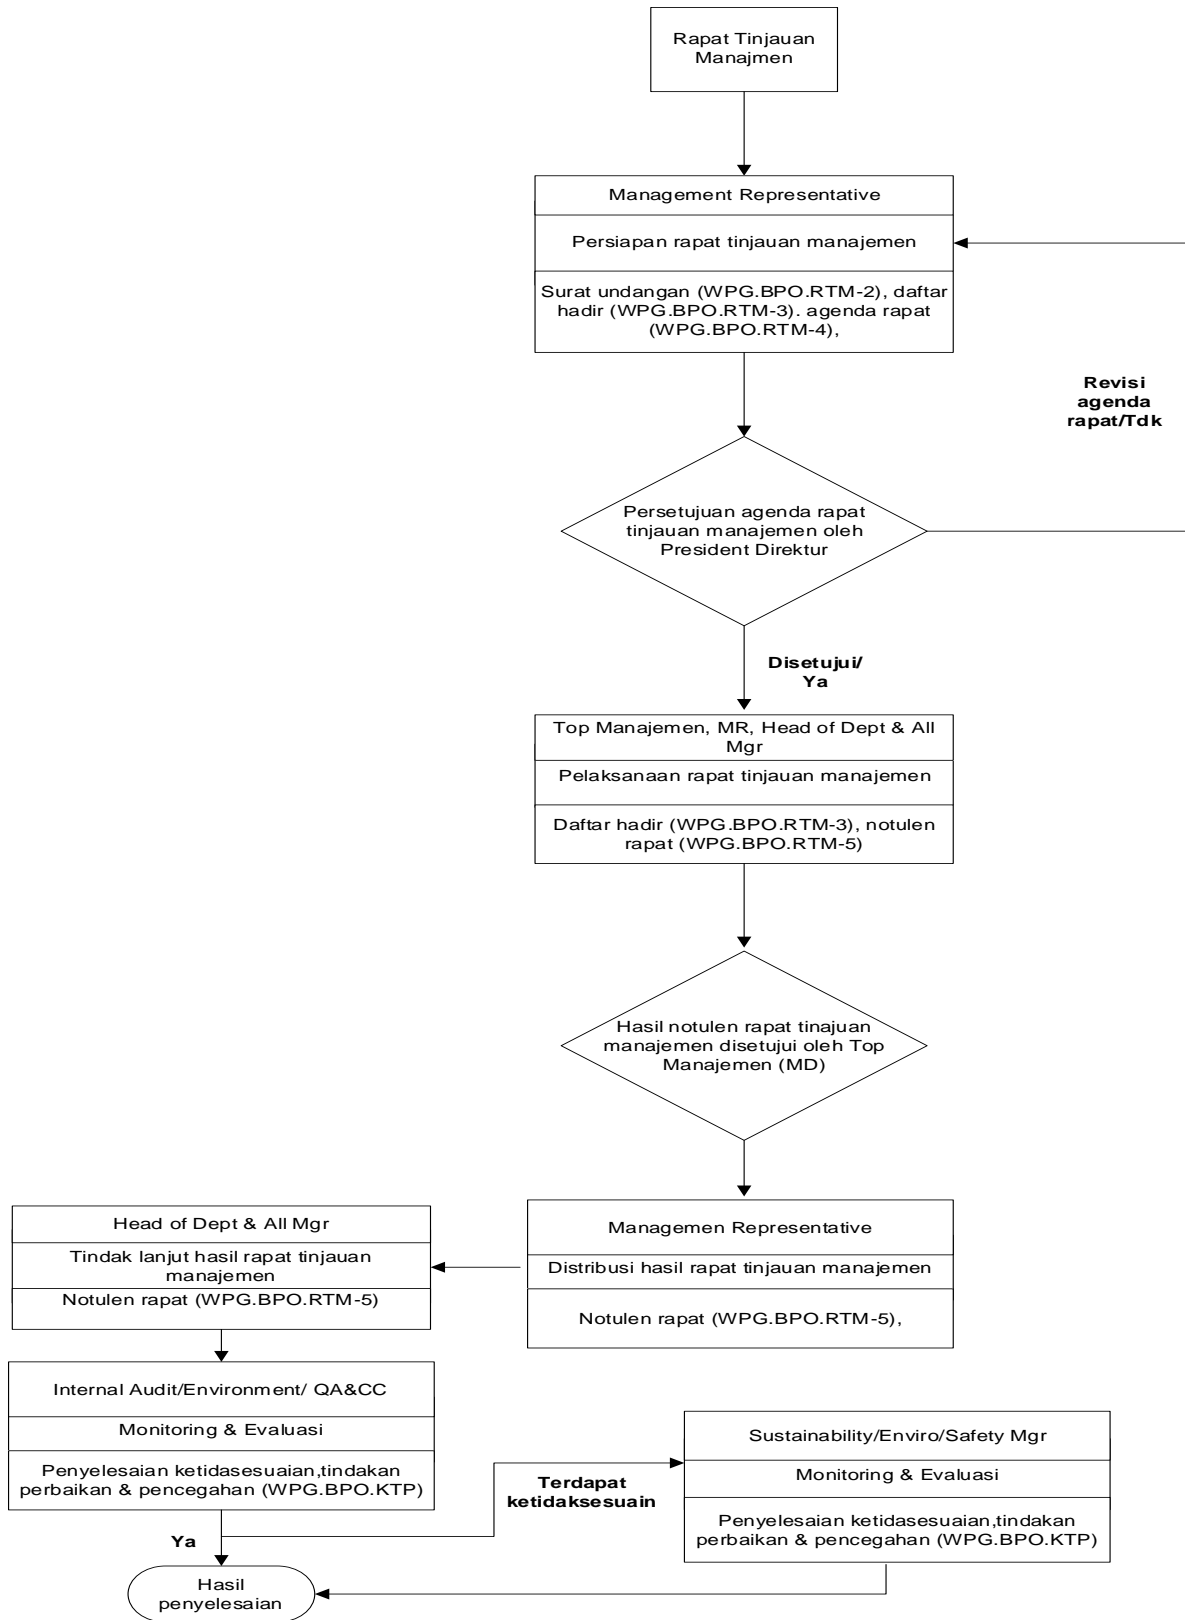 Rapat Tinjauan
Manajmen
Management Representative
Persiapan rapat tinjauan manajemen
Surat undangan (WPG.BPO.RTM-2), daftar
hadir (WPG.BPO.RTM-3). agenda rapat
(WPG.BPO.RTM-4),
Revisi
agenda
rapat/Tdk
Persetujuan agenda rapat
tinjauan manajemen oleh
President Direktur
Disetujui/
Ya
Top Manajemen, MR, Head of Dept & All
Mgr
Pelaksanaan rapat tinjauan manajemen
Daftar hadir (WPG.BPO.RTM-3), notulen
rapat (WPG.BPO.RTM-5)
Hasil notulen rapat tinajuan
manajemen disetujui oleh Top
Manajemen (MD)
Managemen Representative
Distribusi hasil rapat tinjauan manajemen
Notulen rapat (WPG.BPO.RTM-5),
Head of Dept & All Mgr
Tindak lanjut hasil rapat tinjauan
manajemen
Notulen rapat (WPG.BPO.RTM-5)
Internal Audit/Environment/ QA&CC
Monitoring & Evaluasi
Penyelesaian ketidasesuaian,tindakan
perbaikan & pencegahan (WPG.BPO.KTP)
Terdapat
ketidaksesuain
Sustainability/Enviro/Safety Mgr
Monitoring & Evaluasi
Penyelesaian ketidasesuaian,tindakan
perbaikan & pencegahan (WPG.BPO.KTP)
Ya
Hasil
penyelesaian